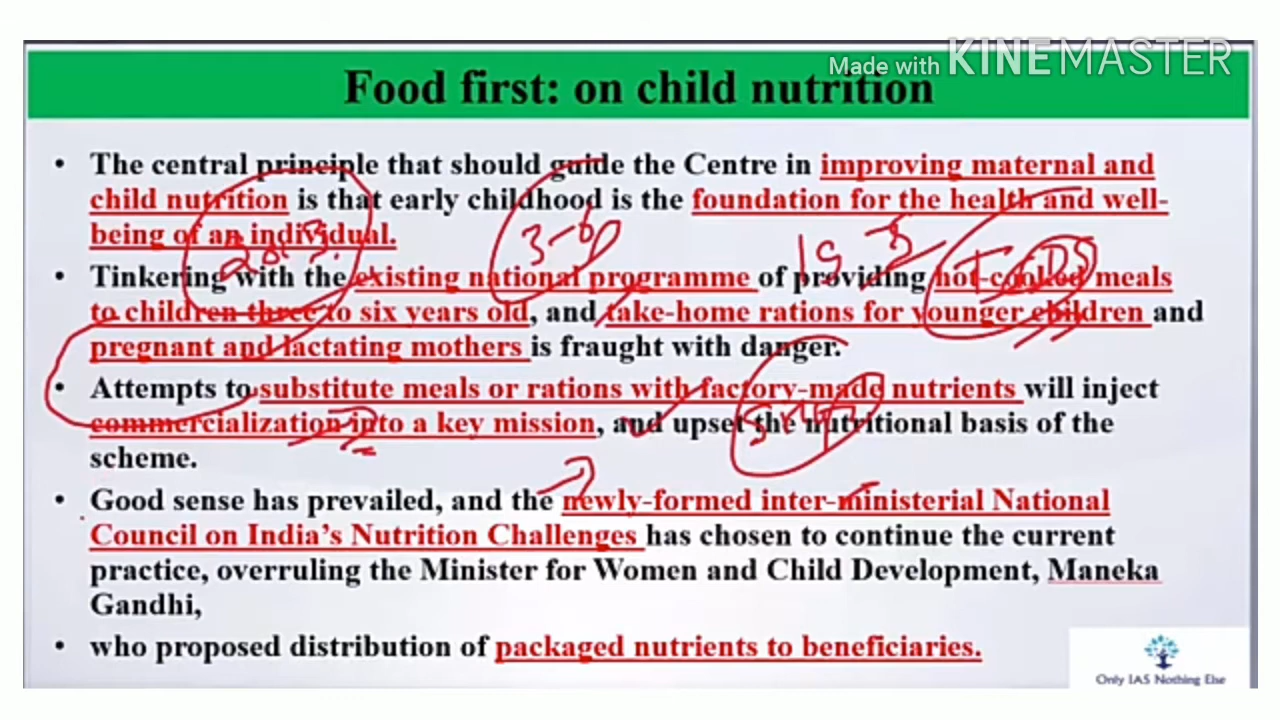 Made with KINEMASTER
Food first: on child nutrition
• The central principle that should guide the Centre in improving maternal and
child nutrition is that early childhood is the foundation for the health and well-
being of an individual.
• Tinkering with the existing national programme of providing hot-cooked meals
to children three to six years old, and take-home rations for younger children and
pregnant and lactating mothers is fraught with danger.
• Attempts to substitute meals or rations with factory-made nutrients will inject
commercialization into a key mission, and upset the nutritional basis of the
scheme.
• Good sense has prevailed, and the newly-formed inter-ministerial National
Council on India's Nutrition Challenges has chosen to continue the current
practice, overruling the Minister for Women and Child Development, Maneka
Gandhi,
• who proposed distribution of packaged nutrients to beneficiaries.
3-6
Only IAS Nothing Else